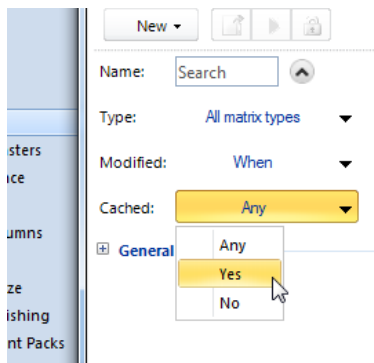 New
Name: Search
Type: All matrix types
Modified: When
Cached: Any
General
Any
Yes
No
sters
umns
ze
ishing
nt Packs